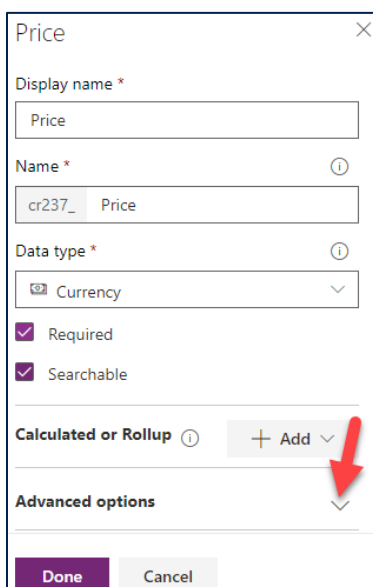 Price
Display name *
Price
Name *
cr237_ Price
Data type *
Currency
Required
Searchable
Calculated or Rollup
Add
Advanced options
Done Cancel